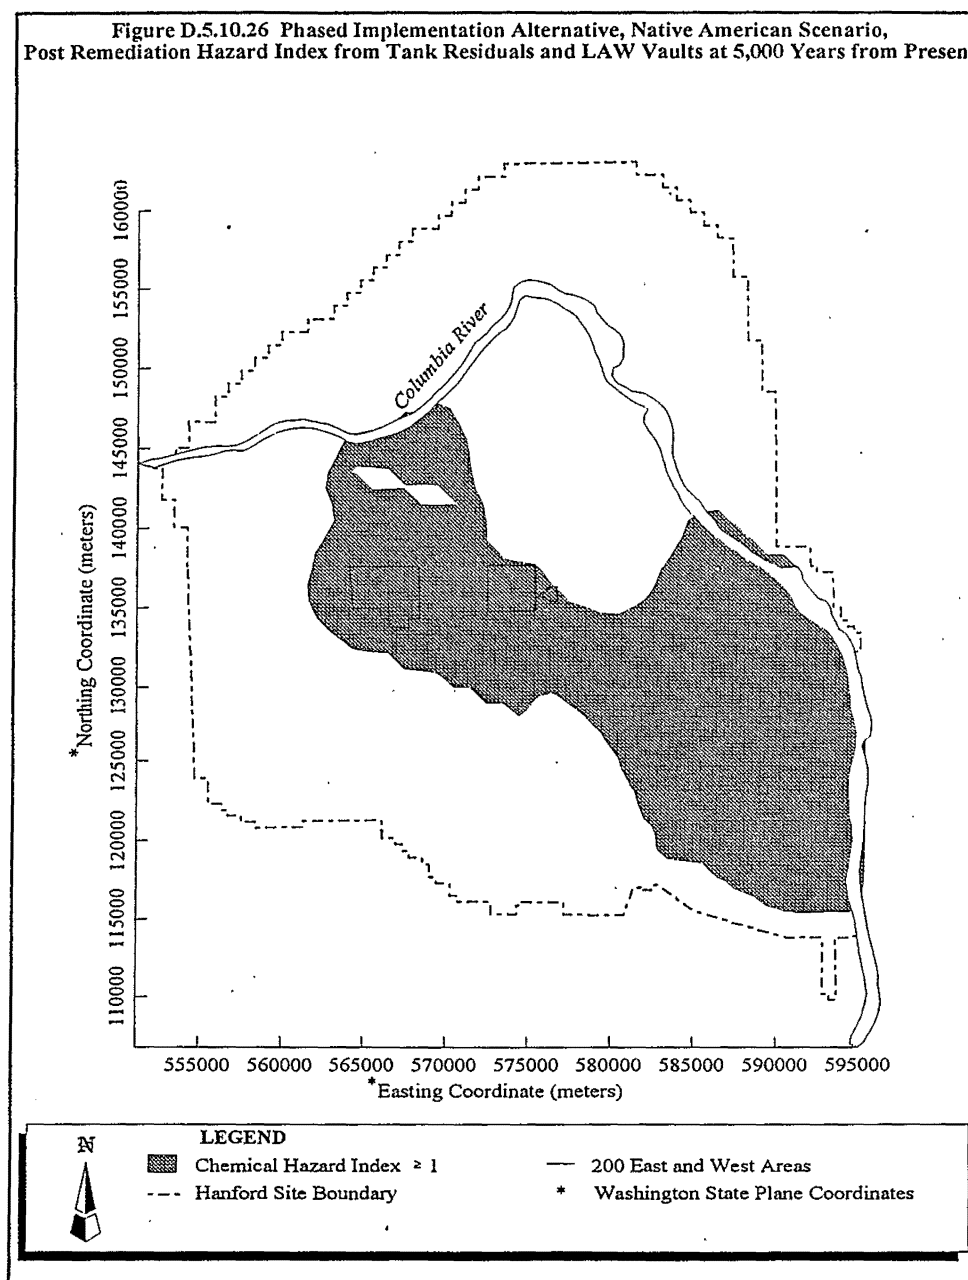 Figure D.5.10.26 Phased Implementation Alternative, Native American Scenario,
Post Remediation Hazard Index from Tank Residuals and LAW Vaults at 5,000 Years from Presen
160000
155000
150000
145000
140000
135000
130000
125000
120000
115000
110000
*Northing Coordinate (meters)
Columbia River
555000 560000 565000 570000 575000 580000 585000 590000 595000
*Easting Coordinate (meters)
N
LEGEND
Chemical Hazard Index ≥ 1
200 East and West Areas
Hanford Site Boundary
* Washington State Plane Coordinates